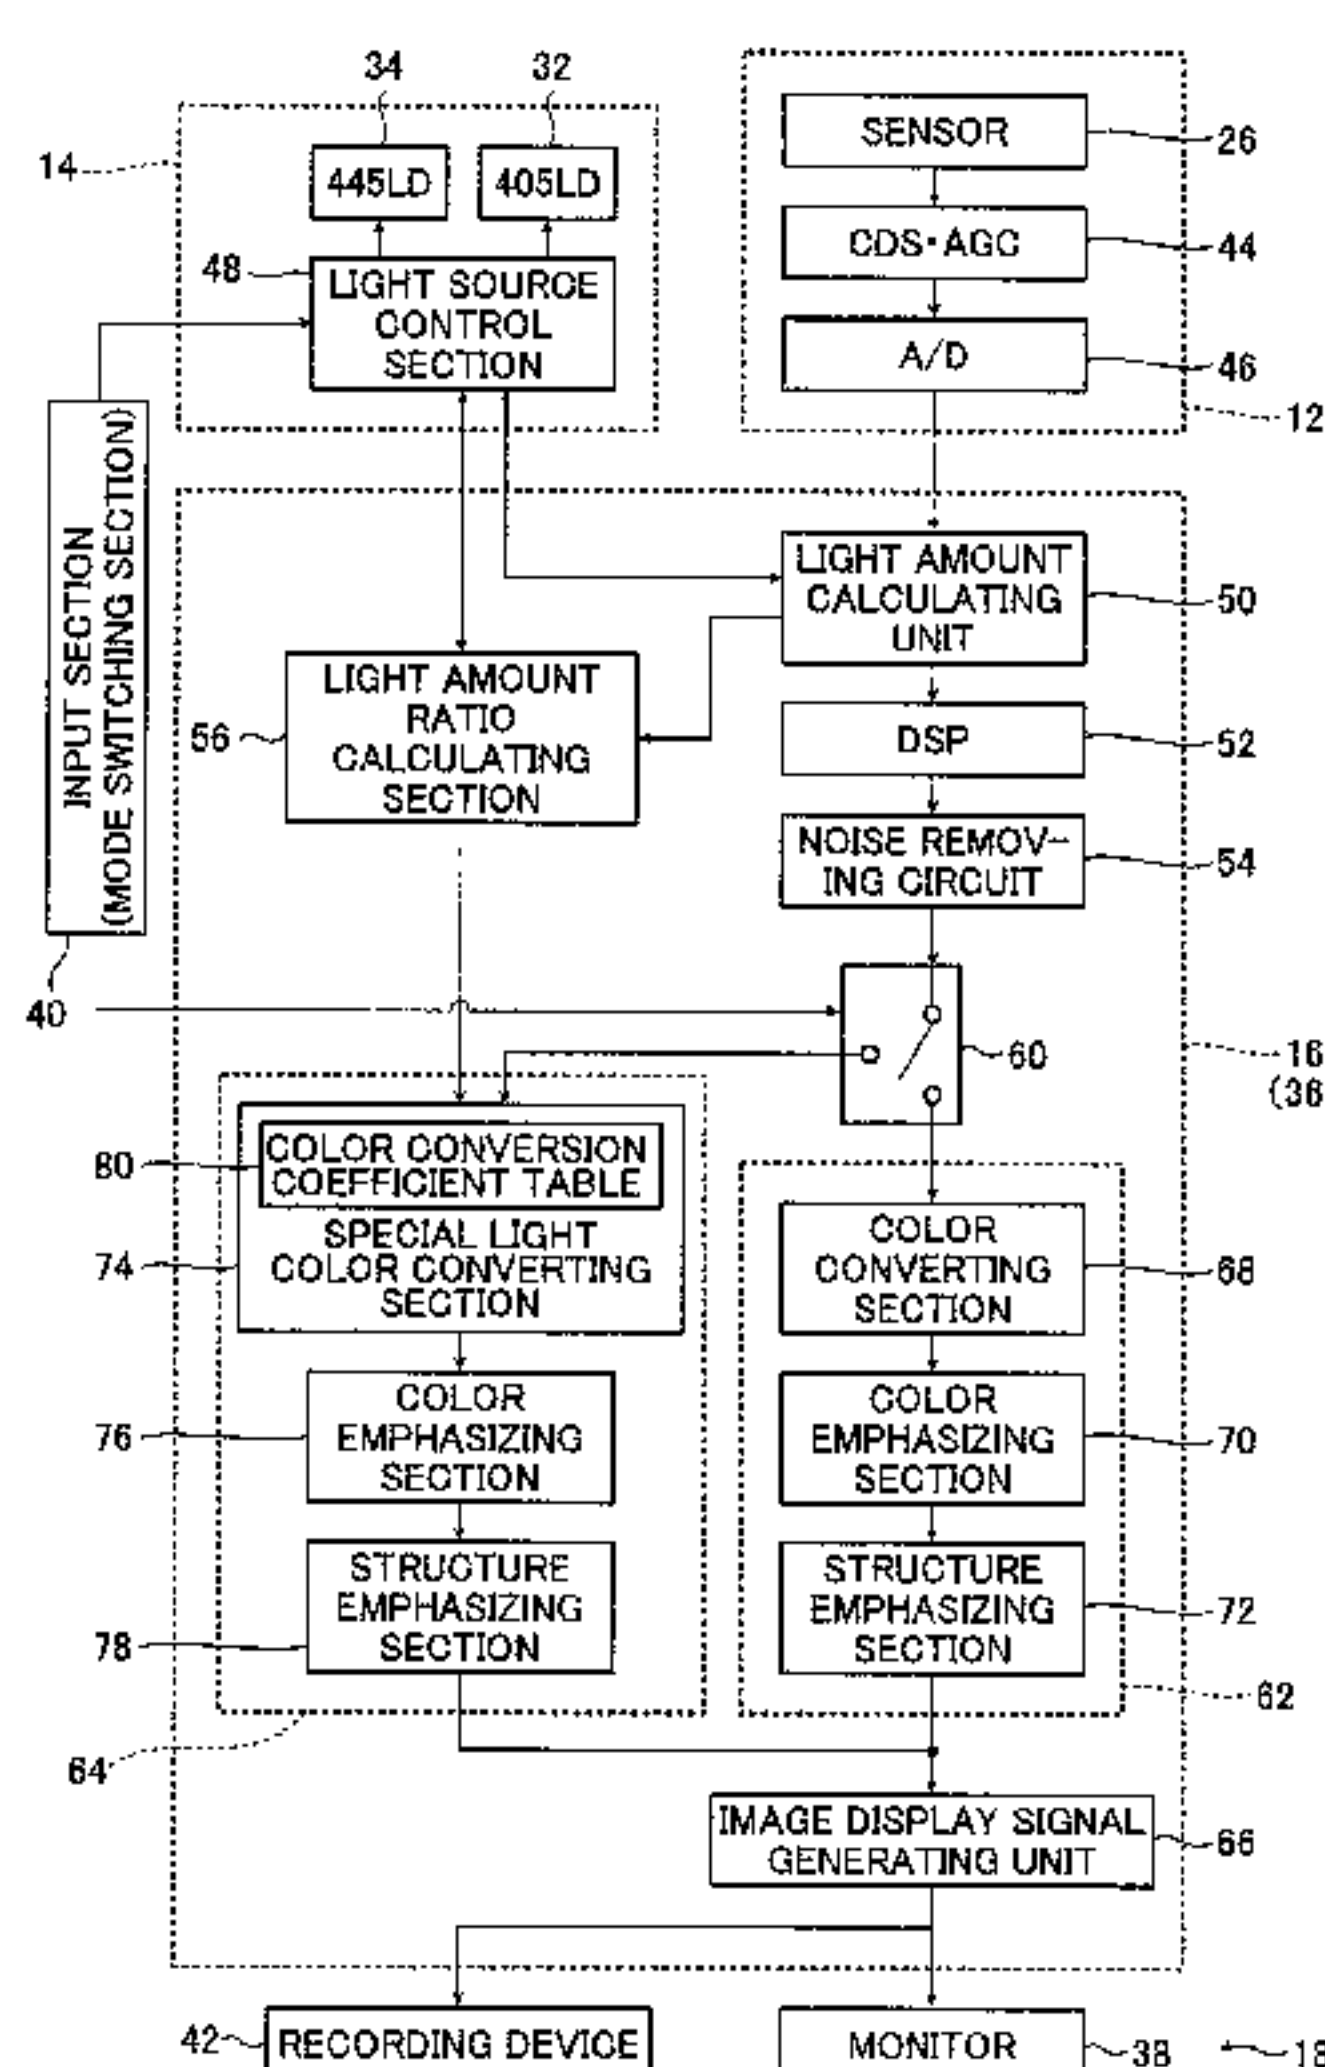 34
32
14
445LD
405LD
48
LIGHT SOURCE
CONTROL
SECTION
SENSOR
26
CDS·AGC
44
A/D
46
12
INPUT SECTION
(MODE SWITCHING SECTION)
40
LIGHT AMOUNT
CALCULATING
UNIT
50
LIGHT AMOUNT
RATIO
CALCULATING
SECTION
56
DSP
52
NOISE REMOV-
ING CIRCUIT
54
60
16
(36
80
COLOR CONVERSION
COEFFICIENT TABLE
74
SPECIAL LIGHT
COLOR CONVERTING
SECTION
COLOR
CONVERTING
SECTION
68
76
COLOR
EMPHASIZING
SECTION
COLOR
EMPHASIZING
SECTION
70
78
STRUCTURE
EMPHASIZING
SECTION
STRUCTURE
EMPHASIZING
SECTION
72
62
64
IMAGE DISPLAY SIGNAL
GENERATING UNIT
66
42
RECORDING DEVICE
MONITOR
38
18